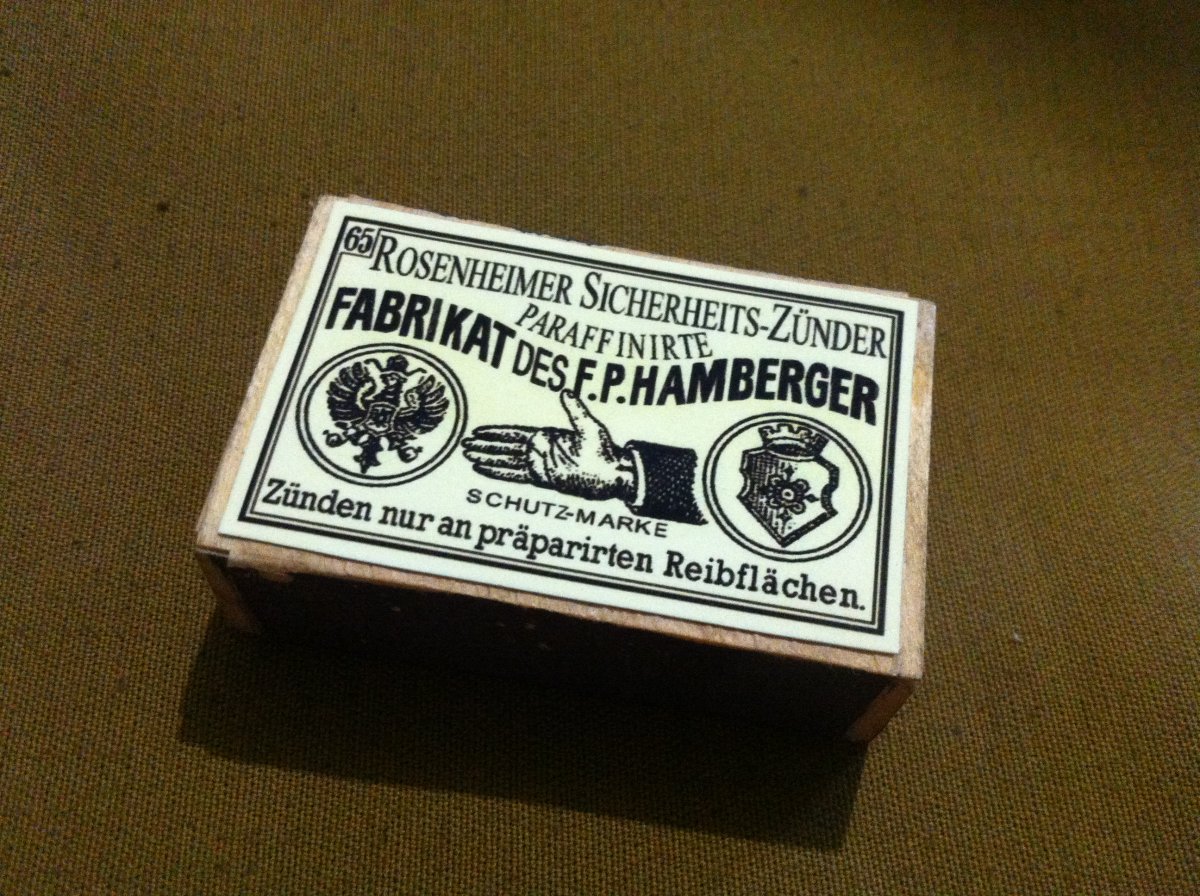 65 ROSENHEIMER SICHERHEITS-ZÜNDER
PARAFFINIRTE
FABRIKAT DES F.P. HAMBERGER
SCHUTZ-MARKE
Zünden nur an präparirten Reibflächen.